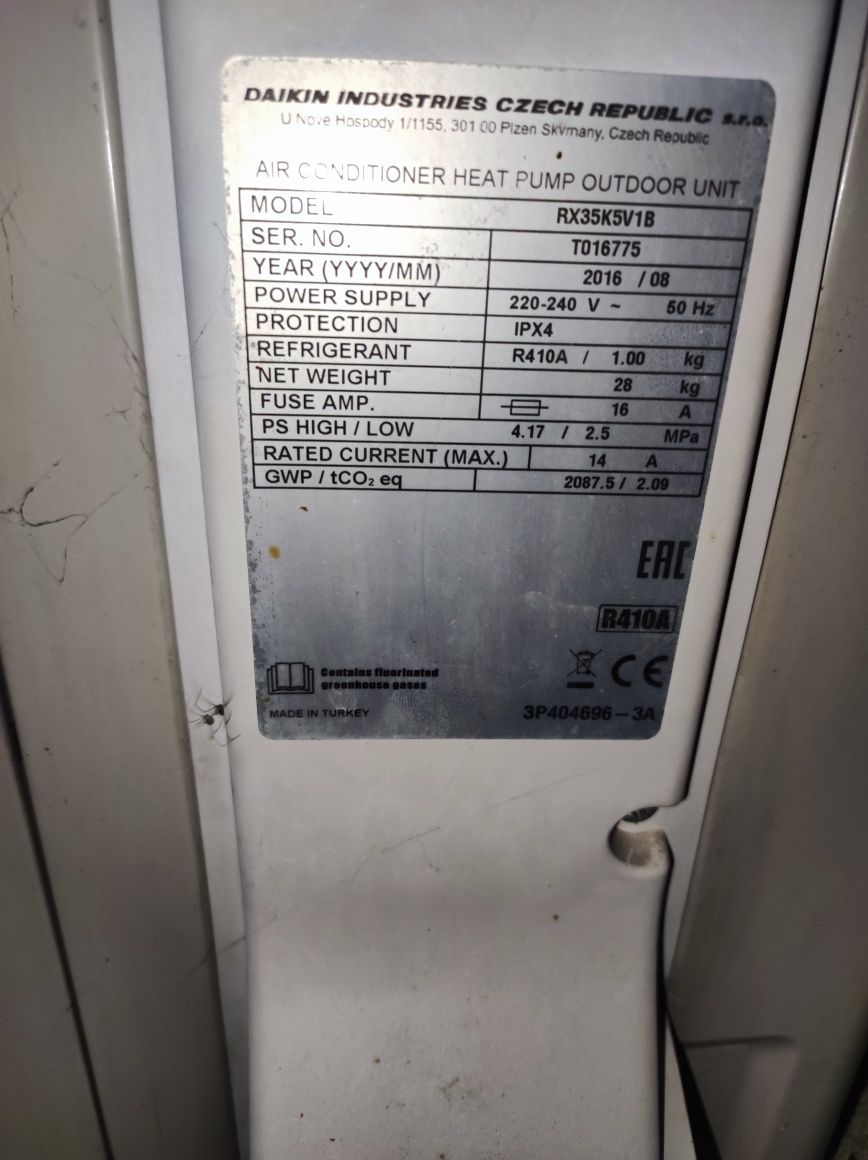 DAIKIN INDUSTRIES CZECH REPUBLIC s.r.o.
U Nove Hospody 1/1155, 301 00 Plzen Skvrnany, Czech Republic
AIR CONDITIONER HEAT PUMP OUTDOOR UNIT
MODEL RX35K5V1B
SER. NO. T016775
YEAR (YYYY/MM) 2016 / 08
POWER SUPPLY 220-240 V ~ 50 Hz
PROTECTION IPX4
REFRIGERANT R410A / 1.00 kg
NET WEIGHT 28 kg
FUSE AMP. 16 A
PS HIGH / LOW 4.17 / 2.5 MPa
RATED CURRENT (MAX.) 14 A
GWP / tCO₂ eq 2087.5 / 2.09
EAC
R410A
CE
Contains fluorinated
greenhouse gases
MADE IN TURKEY 3P404696-3A